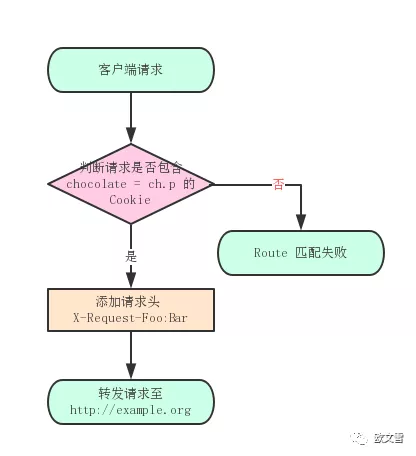 客户端请求
判断请求是否包含
chocolate = ch.p 的
Cookie
否
Route 匹配失败
是
添加请求头
X-Request-Foo:Bar
转发请求至
http://example.org
欧文雷